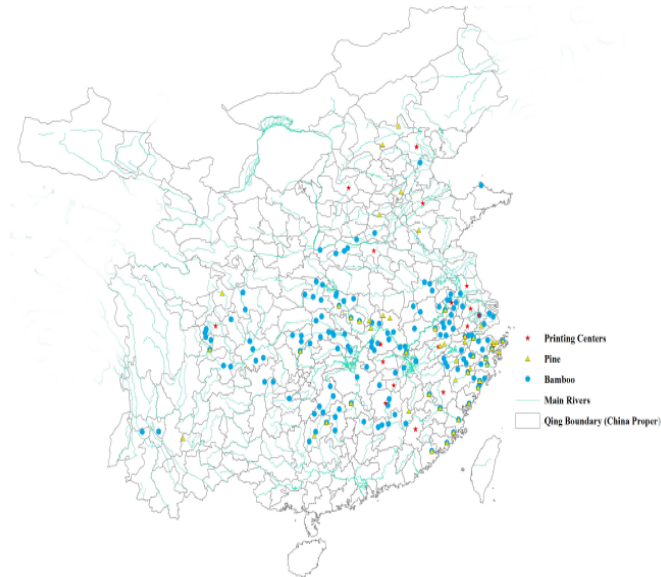 Printing Centers
Pine
Bamboo
Main Rivers
Qing Boundary (China Proper)